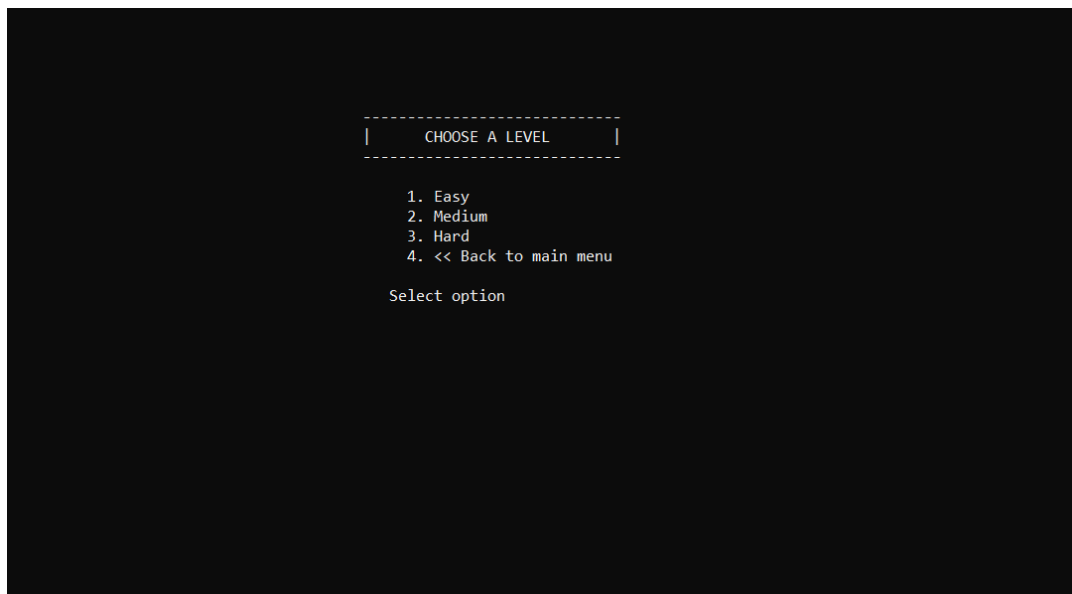 -----------------------------
|      CHOOSE A LEVEL       |
-----------------------------
1. Easy
2. Medium
3. Hard
4. << Back to main menu
Select option